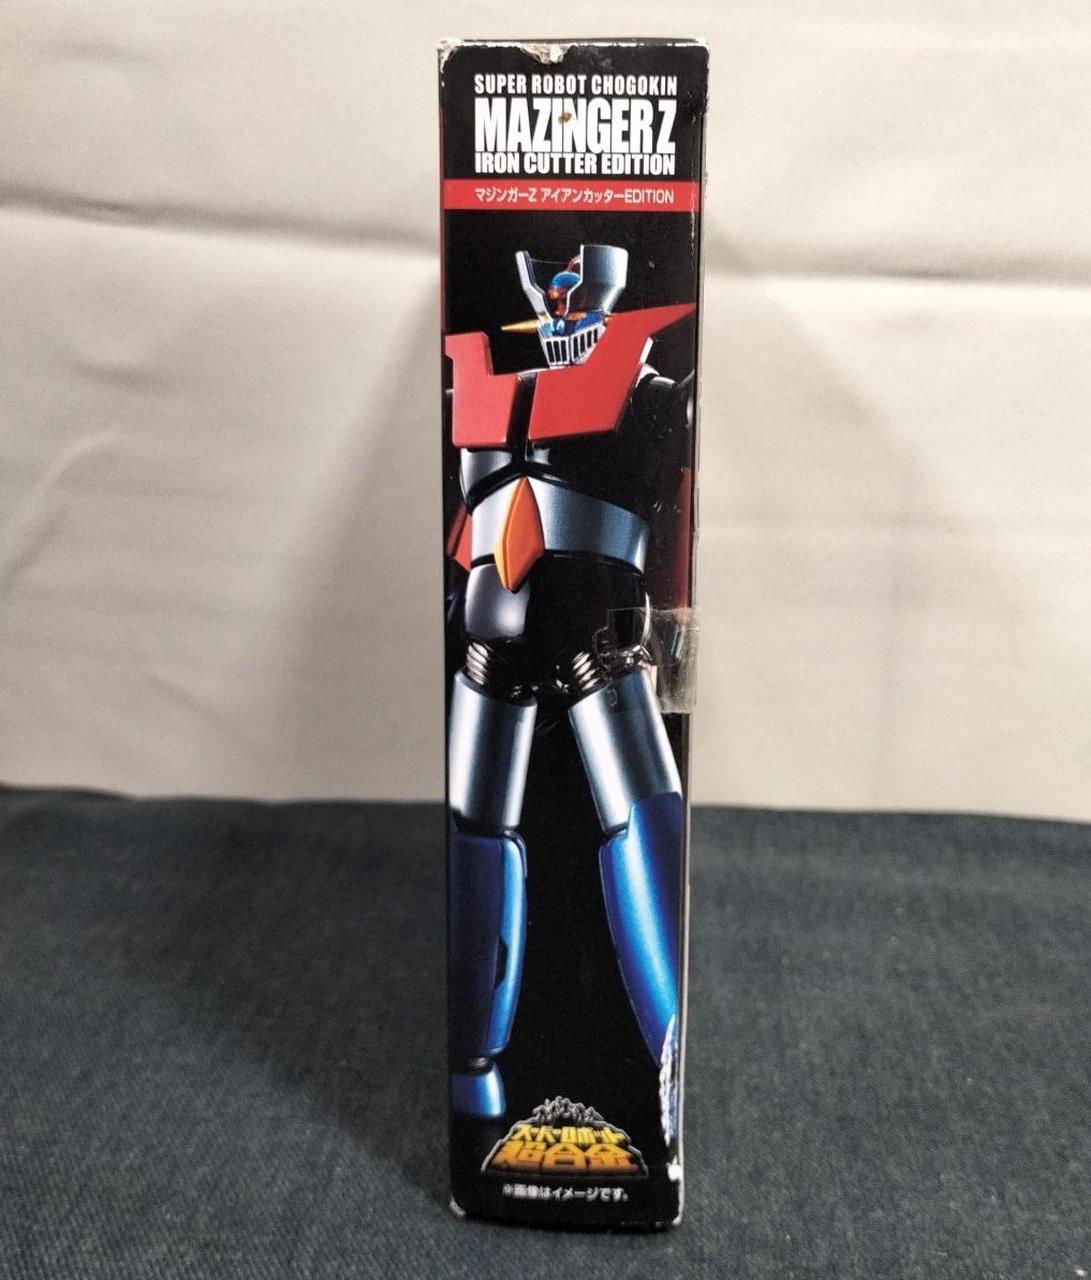 SUPER ROBOT CHOGOKIN
MAZINGER Z
IRON CUTTER EDITION
マジンガーZ アイアンカッターEDITION
スーパーロボット
超合金
※画像はイメージです。